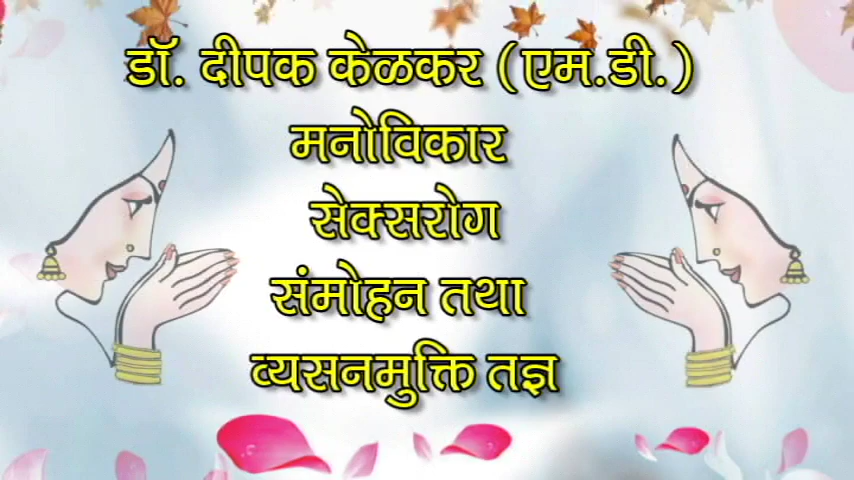 डॉ. दीपक केळकर (एम.डी.)
मनोविकार
सेक्सरोग
संमोहन तथा
व्यसनमुक्ति तज्ञ